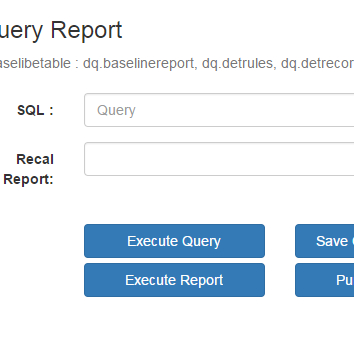 uery Report
aselibetable : dq.baselinereport, dq.detrules, dq.detrecor
SQL :
Query
Recal
Report:
Execute Query
Save
Execute Report
Pu